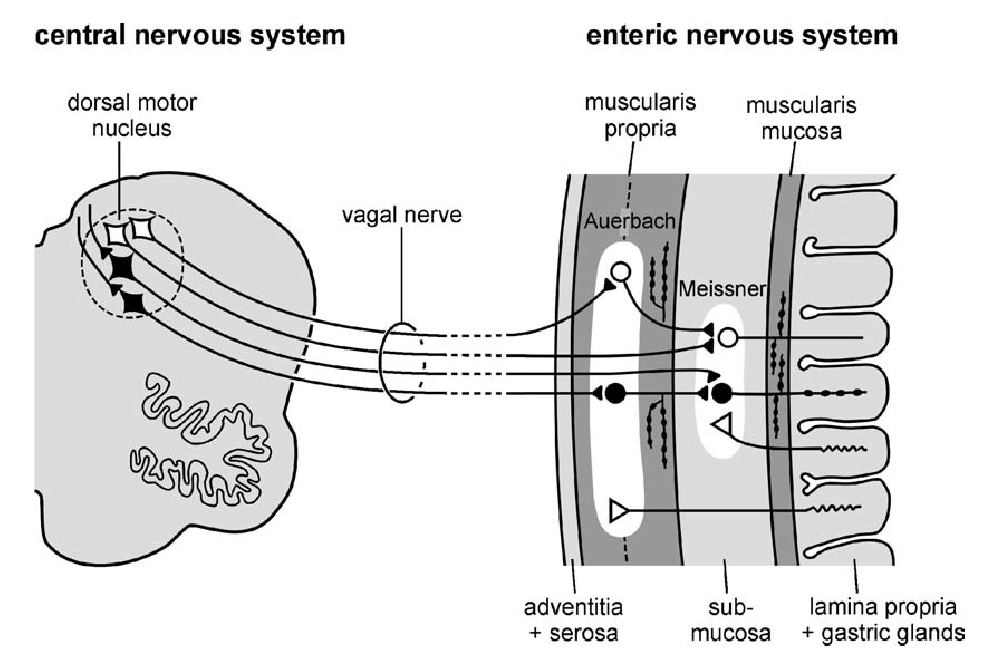 central nervous system
enteric nervous system
dorsal motor
nucleus
muscularis
propria
muscularis
mucosa
vagal nerve
Auerbach
Meissner
adventitia
+ serosa
sub-
mucosa
lamina propria
+ gastric glands